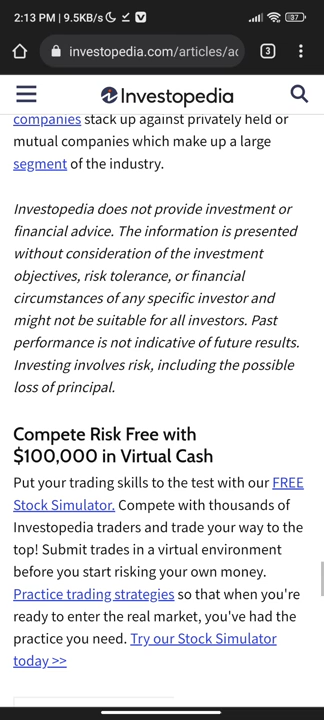 2:13 PM | 9.5KB/s
37
investopedia.com/articles/ac
3
Investopedia
companies stack up against privately held or
mutual companies which make up a large
segment of the industry.
Investopedia does not provide investment or
financial advice. The information is presented
without consideration of the investment
objectives, risk tolerance, or financial
circumstances of any specific investor and
might not be suitable for all investors. Past
performance is not indicative of future results.
Investing involves risk, including the possible
loss of principal.
Compete Risk Free with
$100,000 in Virtual Cash
Put your trading skills to the test with our FREE
Stock Simulator. Compete with thousands of
Investopedia traders and trade your way to the
top! Submit trades in a virtual environment
before you start risking your own money.
Practice trading strategies so that when you're
ready to enter the real market, you've had the
practice you need. Try our Stock Simulator
today >>